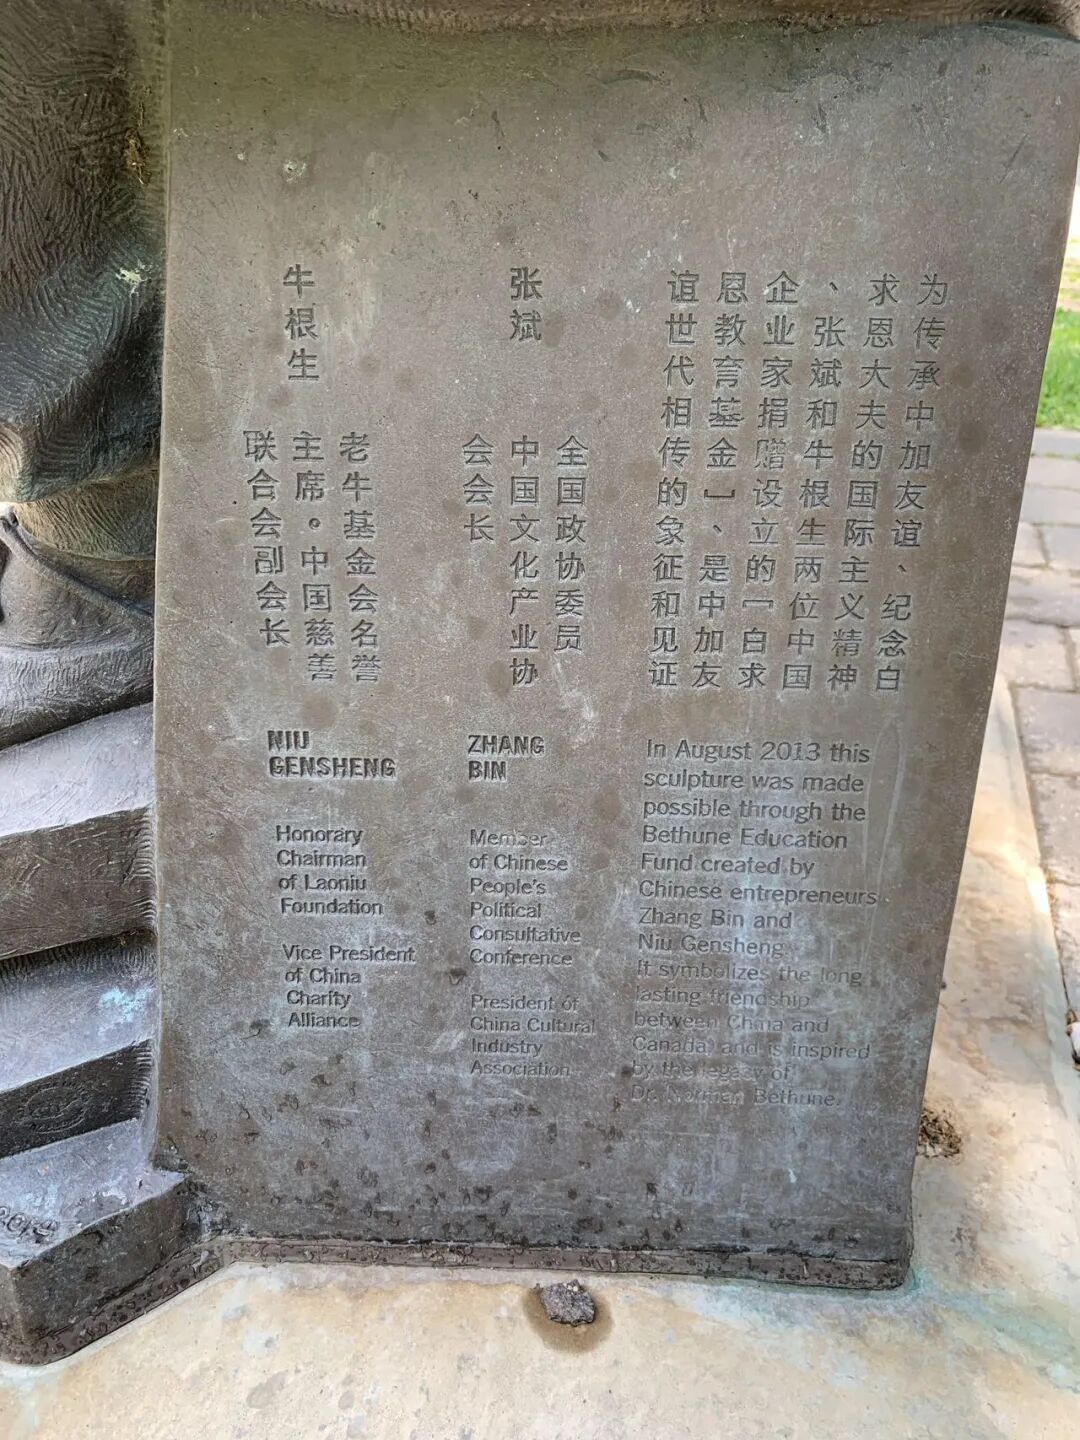 为传承中加友谊、纪念白
求恩大夫的国际主义精神
、张斌和牛根生两位中国
企业家捐赠设立的「白求
恩教育基金」、是中加友
谊世代相传的象征和见证
张斌
全国政协委员
中国文化产业协
会会长
牛根生
老牛基金会名誉
主席。中国慈善
联合会副会长
NIU
GENSHENG
Honorary
Chairman
of Laoniu
Foundation
Vice President
of China
Charity
Alliance
ZHANG
BIN
Member
of Chinese
People's
Political
Consultative
Conference
President of
China Cultural
Industry
Association
In August 2013 this
sculpture was made
possible through the
Bethune Education
Fund created by
Chinese entrepreneurs
Zhang Bin and
Niu Gensheng.
It symbolizes the long
lasting friendship
between China and
Canada, and is inspired
by the legacy of
Dr. Norman Bethune.